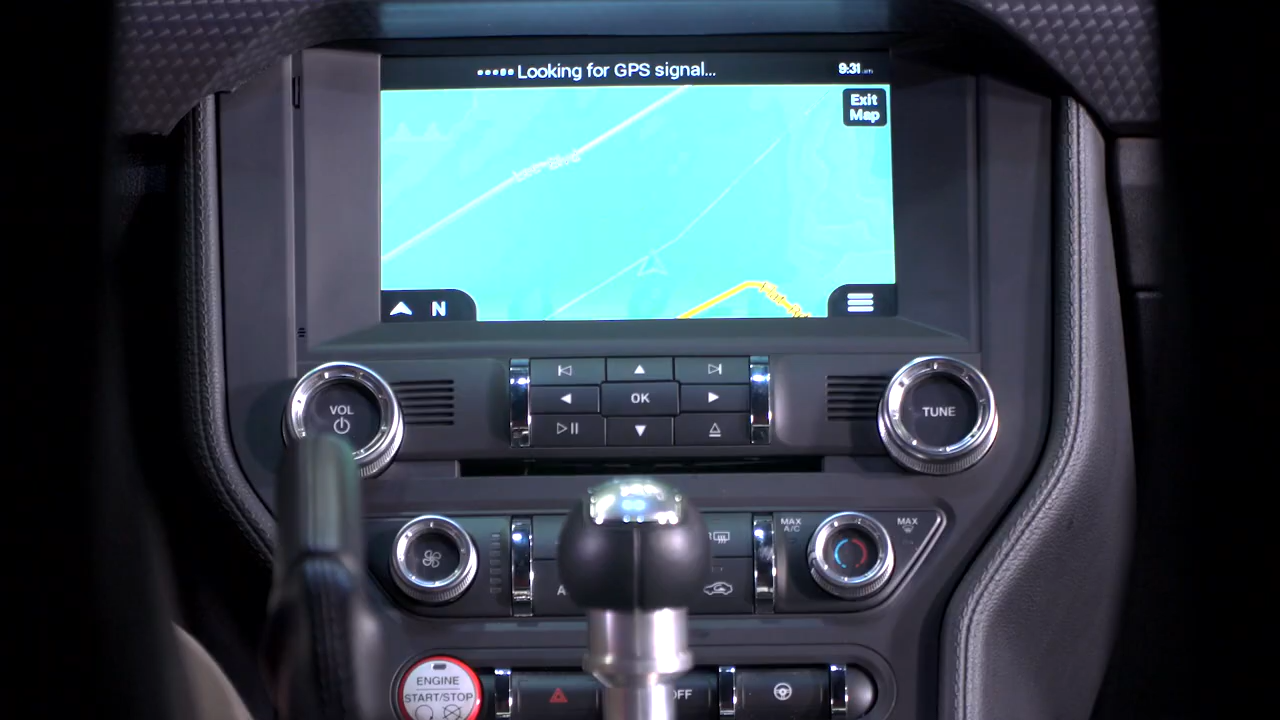 Looking for GPS signal...
9:31
Exit
Map
N
VOL
OK
TUNE
MAX
A/C
MAX
ENGINE
START/STOP
OFF